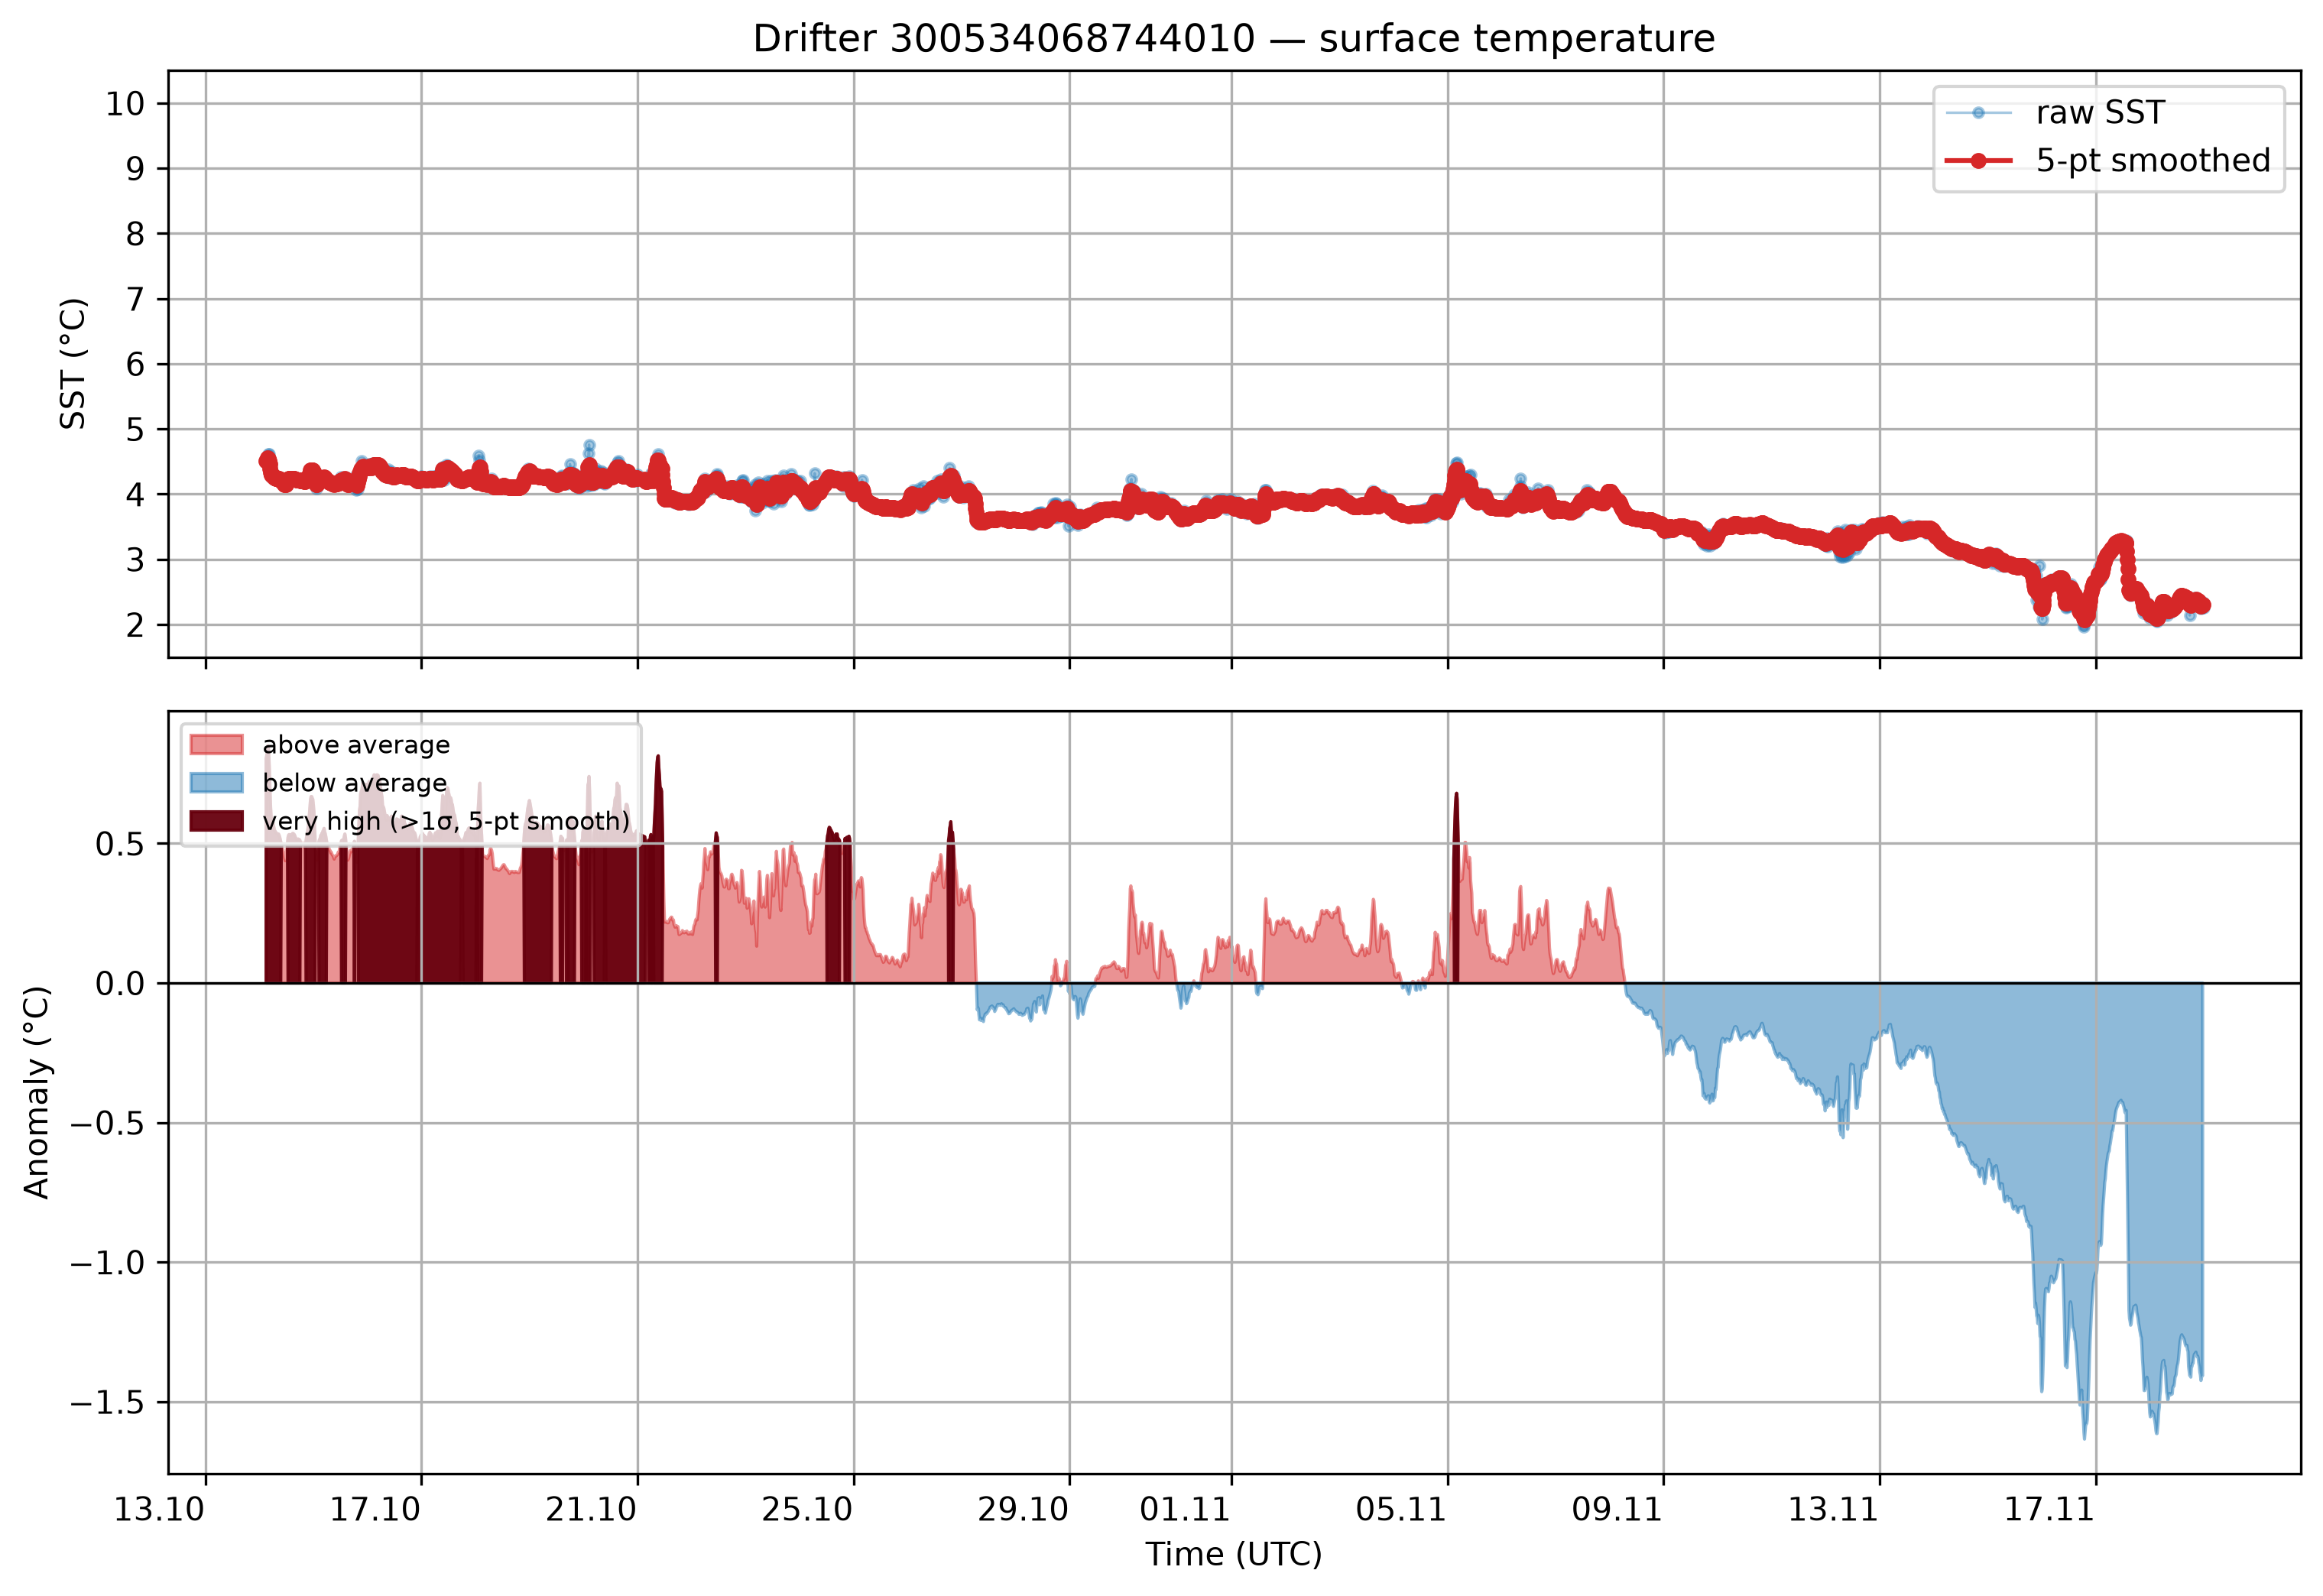 Drifter 300534068744010 — surface temperature
10
9
8
7
6
5
4
3
2
SST (°C)
raw SST
5-pt smoothed
above average
below average
very high (>1σ, 5-pt smooth)
0.5
0.0
−0.5
−1.0
−1.5
Anomaly (°C)
13.10 17.10 21.10 25.10 29.10 01.11 05.11 09.11 13.11 17.11
Time (UTC)